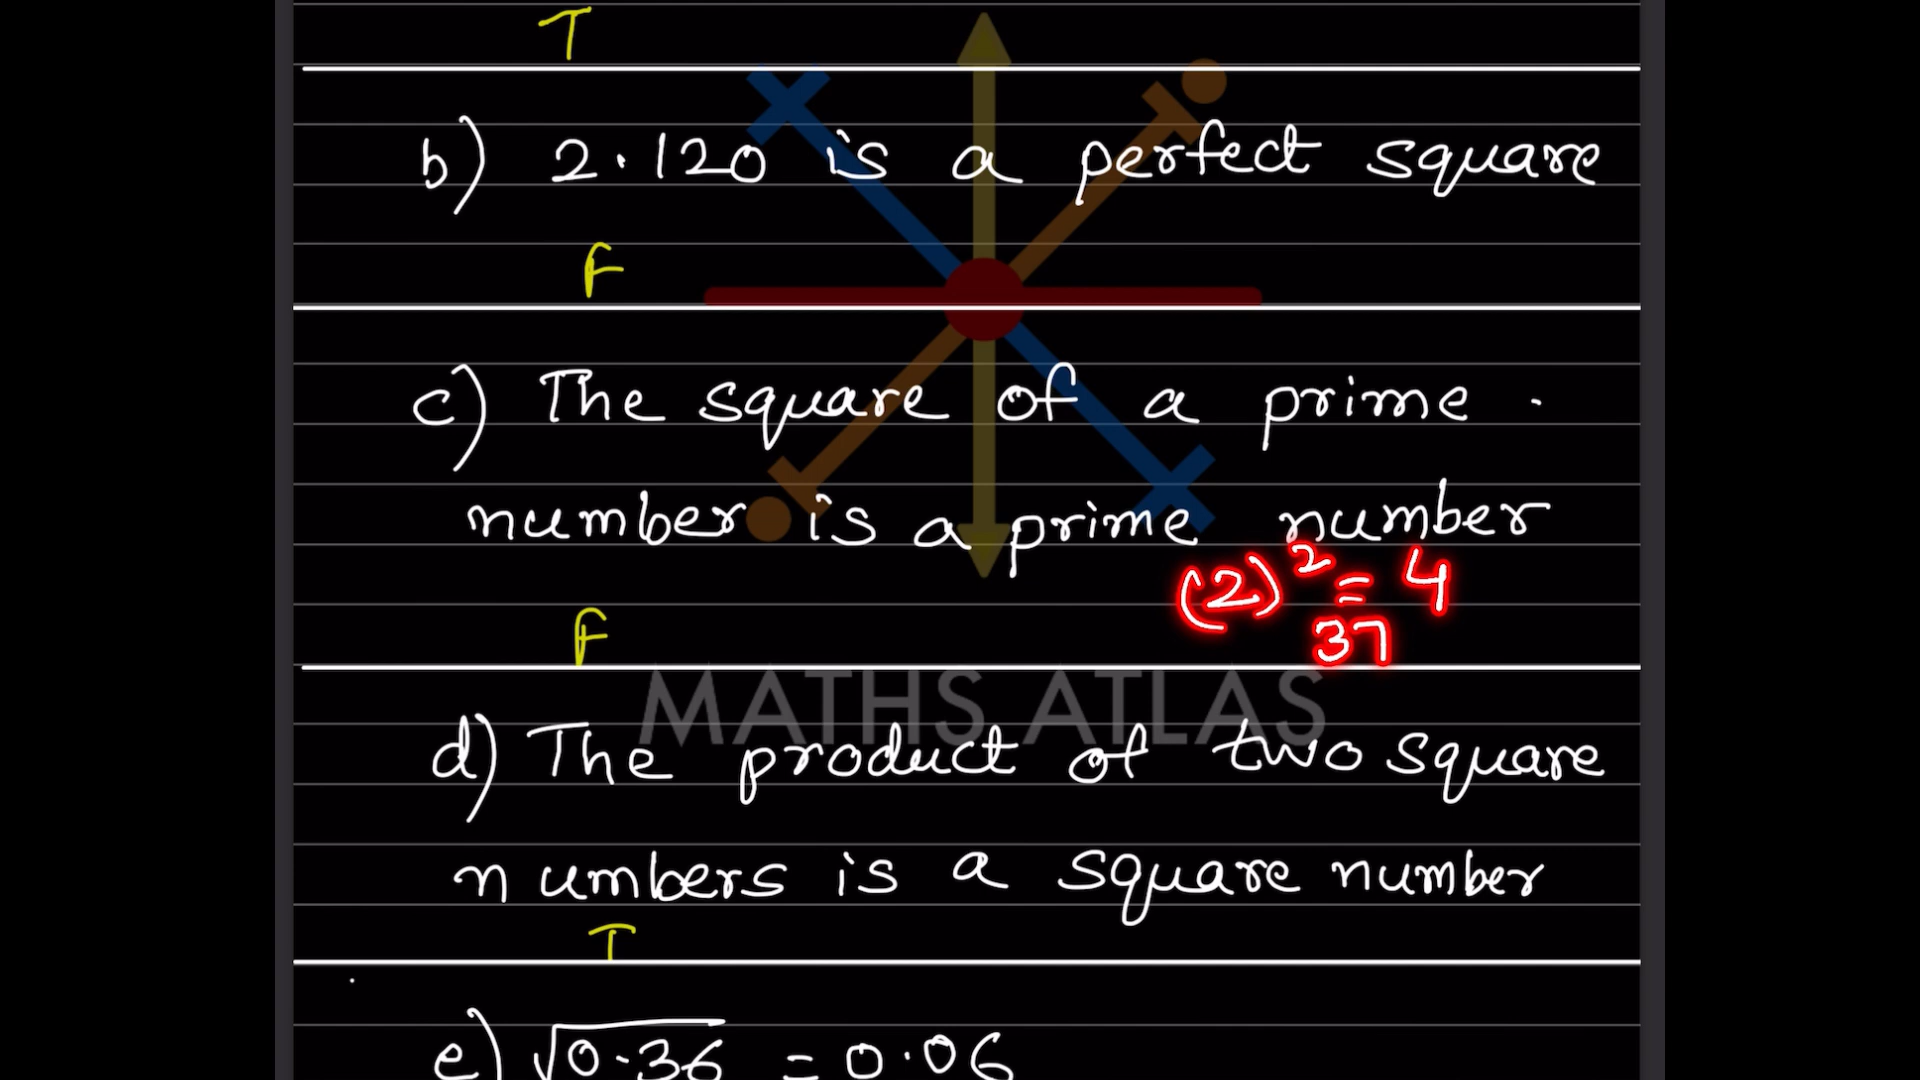 T
b) 2.120 is a perfect square
F
c) The square of a prime.
number is a prime number
(2)² = 4
37
F
MATHS ATLAS
d) The product of two square
numbers is a square number
T
e) √0.36 = 0.06